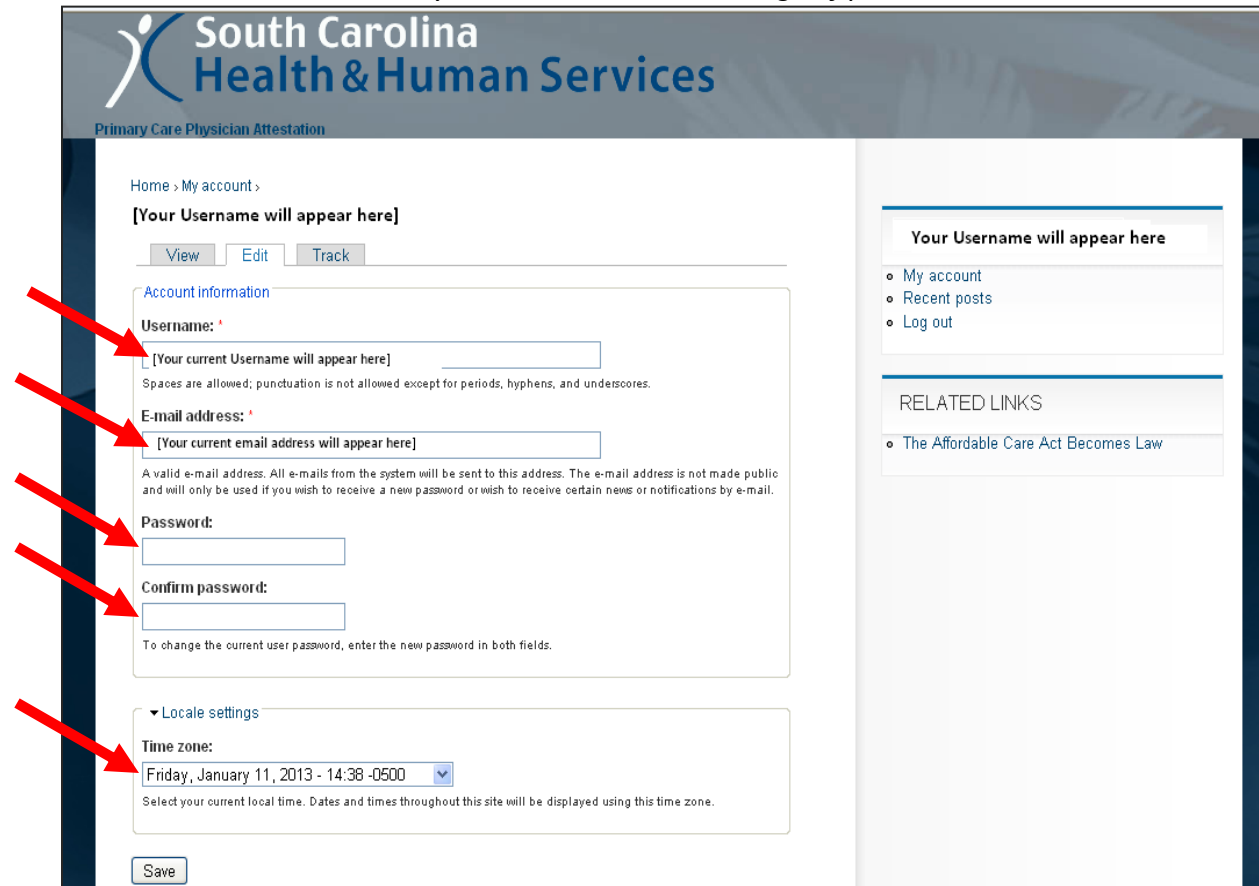 South Carolina
Health & Human Services
Primary Care Physician Attestation
Home › My account ›
[Your Username will appear here]
View Edit Track
Account information
Username: *
[Your current Username will appear here]
Spaces are allowed; punctuation is not allowed except for periods, hyphens, and underscores.
E-mail address: *
[Your current email address will appear here]
A valid e-mail address. All e-mails from the system will be sent to this address. The e-mail address is not made public
and will only be used if you wish to receive a new password or wish to receive certain news or notifications by e-mail.
Password:
Confirm password:
To change the current user password, enter the new password in both fields.
Locale settings
Time zone:
Friday, January 11, 2013 - 14:38 -0500
Select your current local time. Dates and times throughout this site will be displayed using this time zone.
Save
Your Username will appear here
My account
Recent posts
Log out
RELATED LINKS
The Affordable Care Act Becomes Law